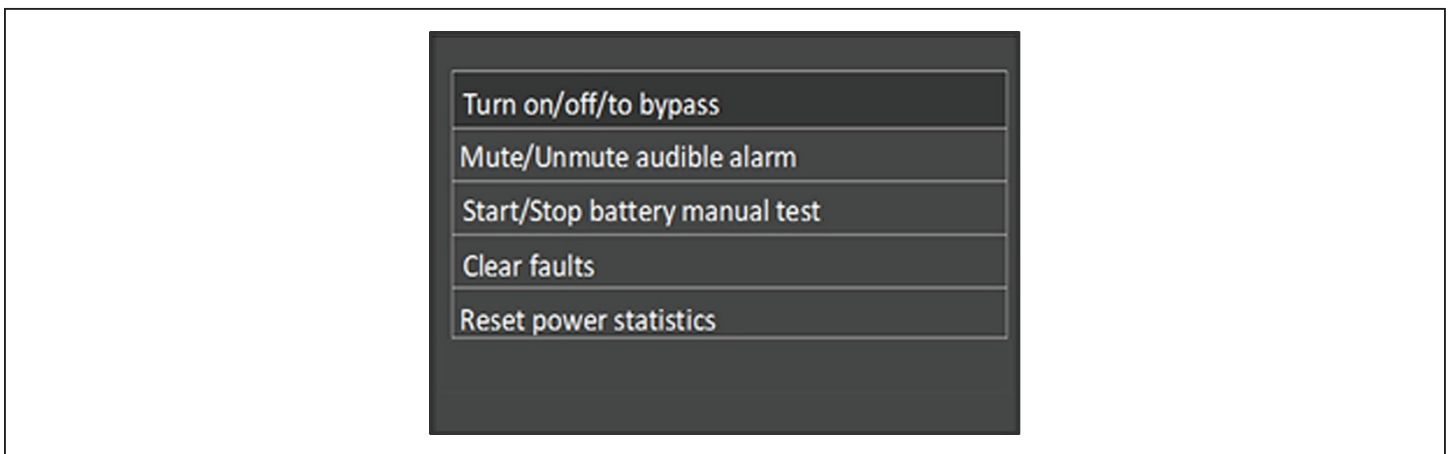 Turn on/off/to bypass
Mute/Unmute audible alarm
Start/Stop battery manual test
Clear faults
Reset power statistics